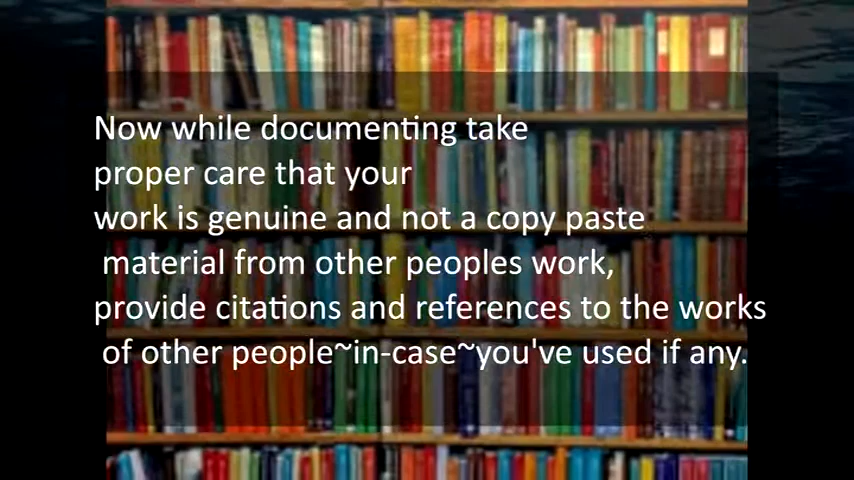 Now while documenting take
proper care that your
work is genuine and not a copy paste
material from other peoples work,
provide citations and references to the works
of other people~in-case~you've used if any.